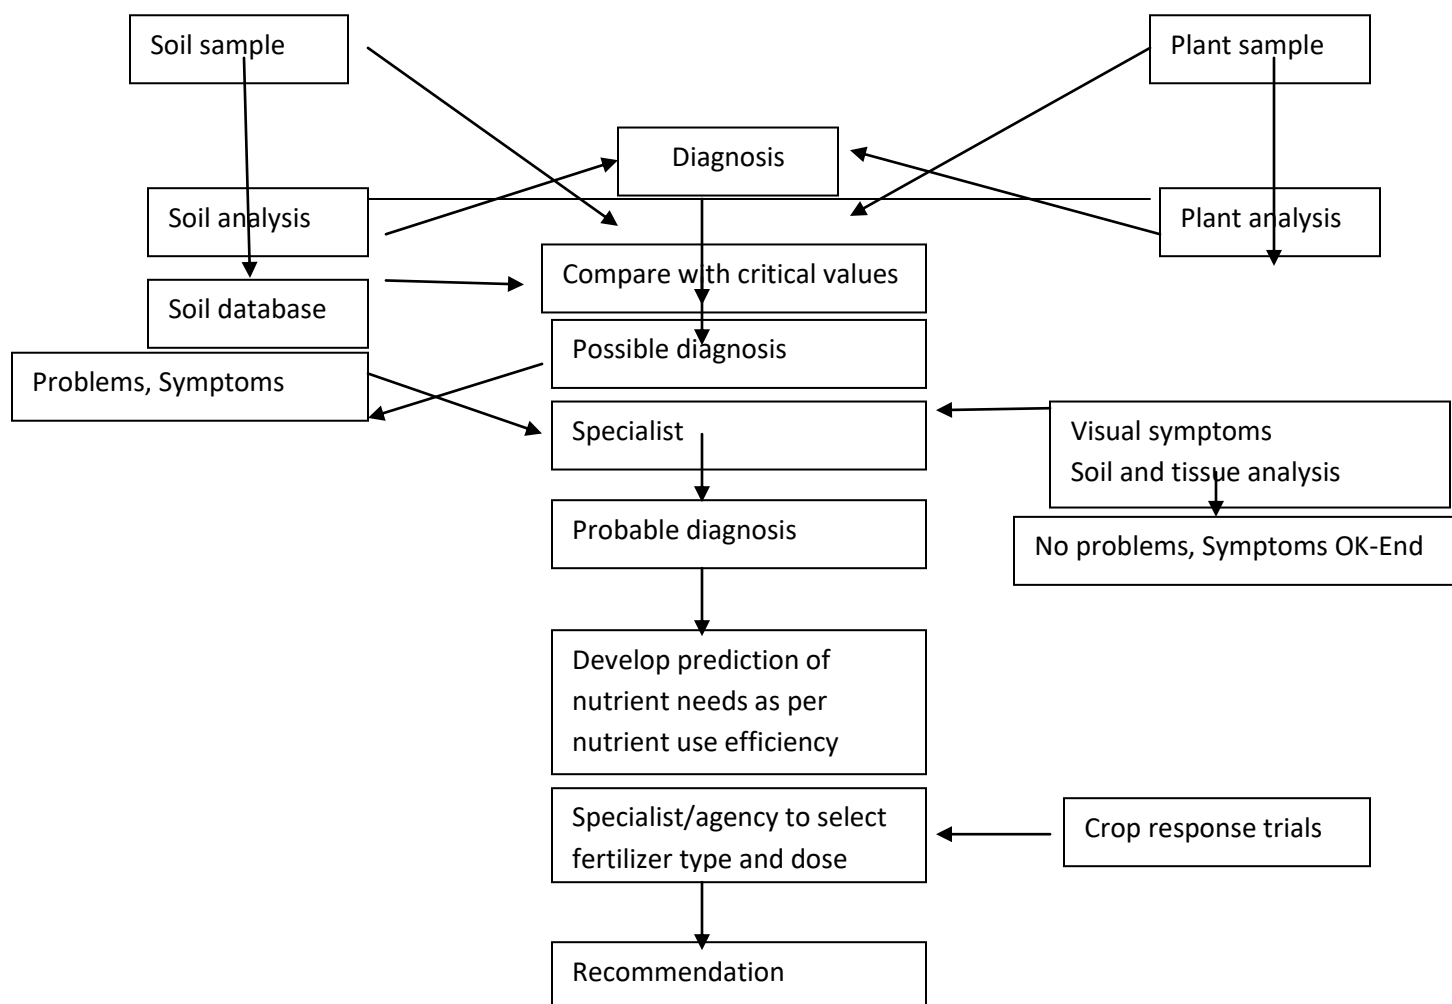 Soil sample
Plant sample
Diagnosis
Soil analysis
Plant analysis
Compare with critical values
Soil database
Possible diagnosis
Problems, Symptoms
Specialist
Visual symptoms
Soil and tissue analysis
Probable diagnosis
No problems, Symptoms OK-End
Develop prediction of
nutrient needs as per
nutrient use efficiency
Specialist/agency to select
fertilizer type and dose
Crop response trials
Recommendation